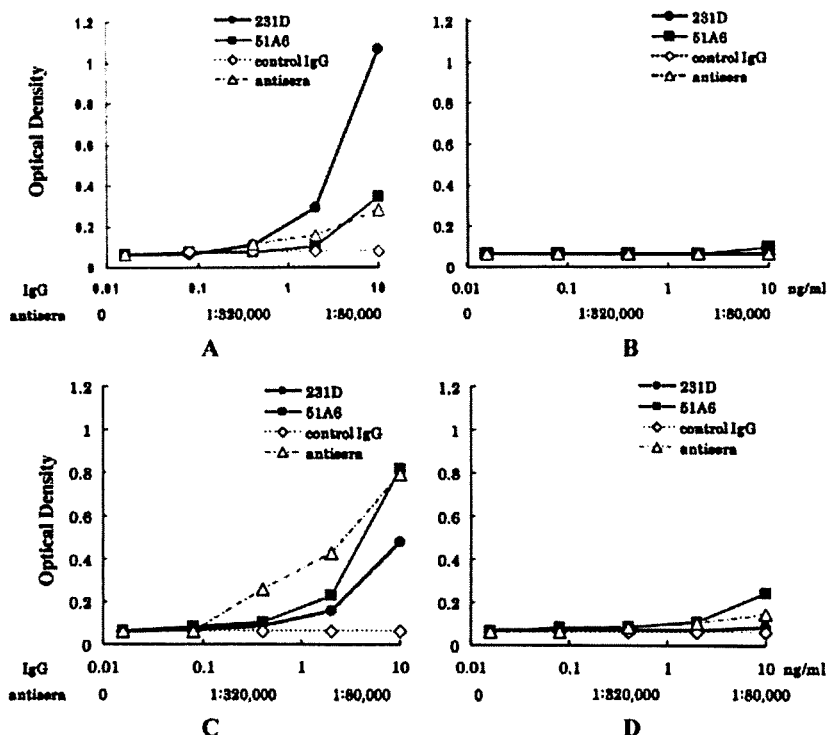 1.2
1
0.8
0.6
0.4
0.2
0
Optical Density
231D
51A6
control IgG
antisera
IgG 0.01 0.1 1 10
antisera 0 1:320,000 1:80,000
A
1.2
1
0.8
0.6
0.4
0.2
0
231D
51A6
control IgG
antisera
0.01 0.1 1 10 ng/ml
0 1:320,000 1:80,000
B
1.2
1
0.8
0.6
0.4
0.2
0
Optical Density
231D
51A6
control IgG
antisera
IgG 0.01 0.1 1 10
antisera 0 1:320,000 1:80,000
C
1.2
1
0.8
0.6
0.4
0.2
0
231D
51A6
control IgG
antisera
0.01 0.1 1 10 ng/ml
0 1:320,000 1:80,000
D